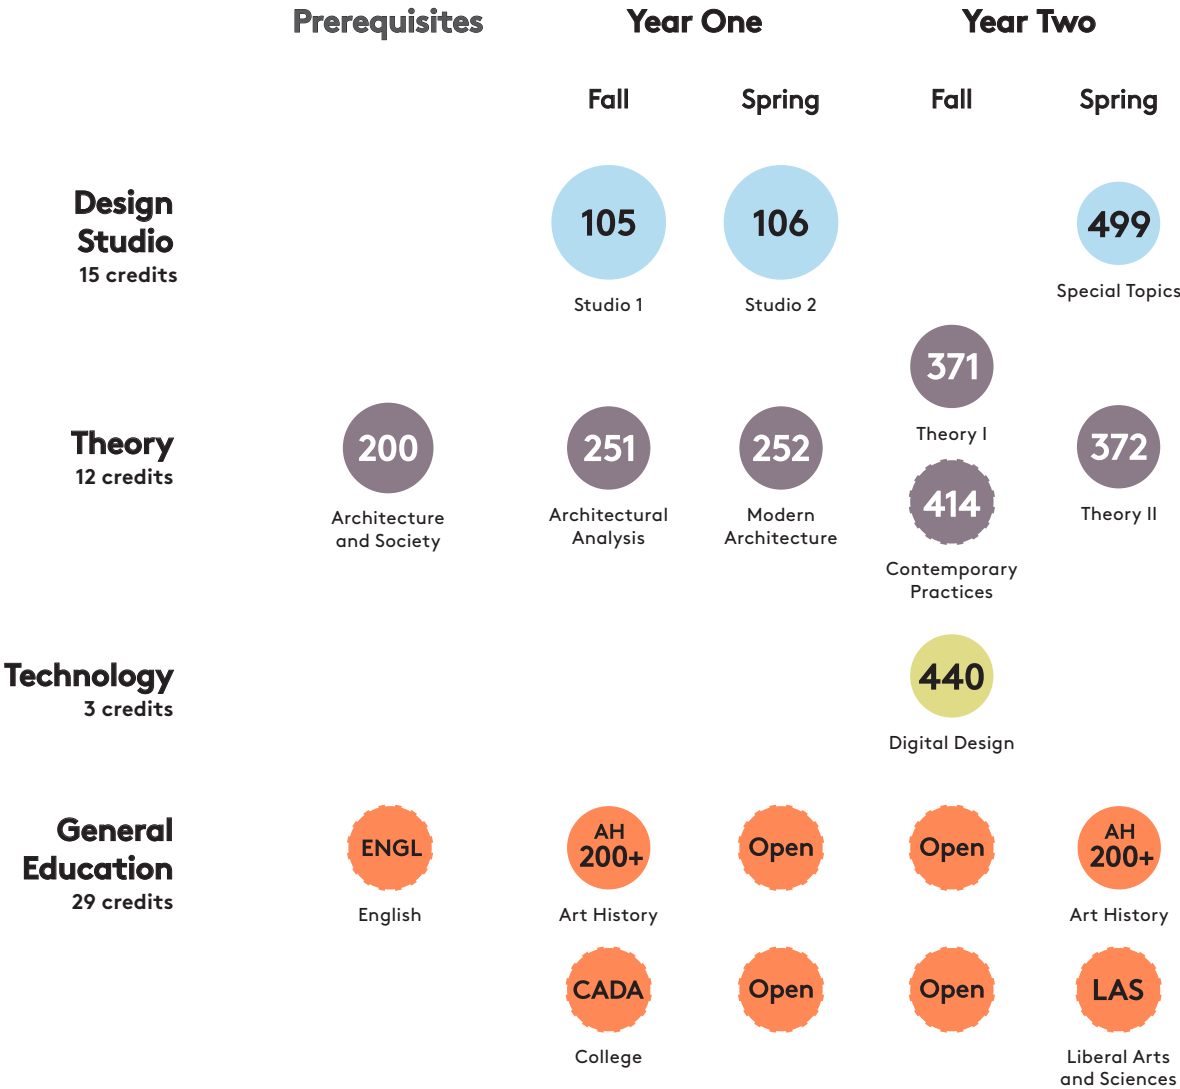 Prerequisites
Year One
Year Two
Fall
Spring
Fall
Spring
Design
Studio
15 credits
105
Studio 1
106
Studio 2
499
Special Topics
Theory
12 credits
200
Architecture
and Society
251
Architectural
Analysis
252
Modern
Architecture
371
Theory I
414
Contemporary
Practices
372
Theory II
Technology
3 credits
440
Digital Design
General
Education
29 credits
ENGL
English
AH
200+
Art History
Open
Open
AH
200+
Art History
CADA
College
Open
Open
LAS
Liberal Arts
and Sciences